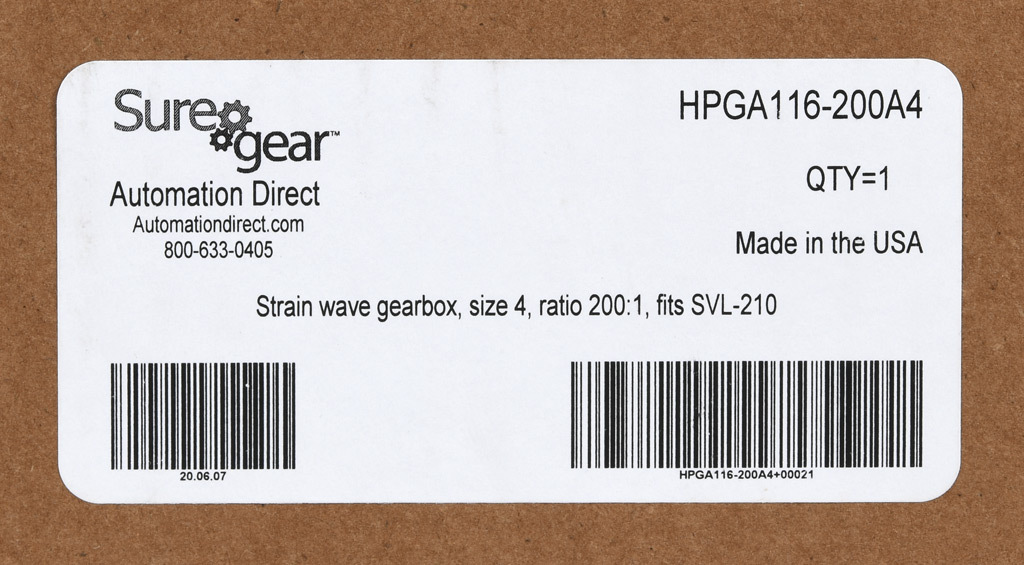 Sure gear™
Automation Direct
Automationdirect.com
800-633-0405
HPGA116-200A4
QTY=1
Made in the USA
Strain wave gearbox, size 4, ratio 200:1, fits SVL-210
20.06.07
HPGA116-200A4+00021